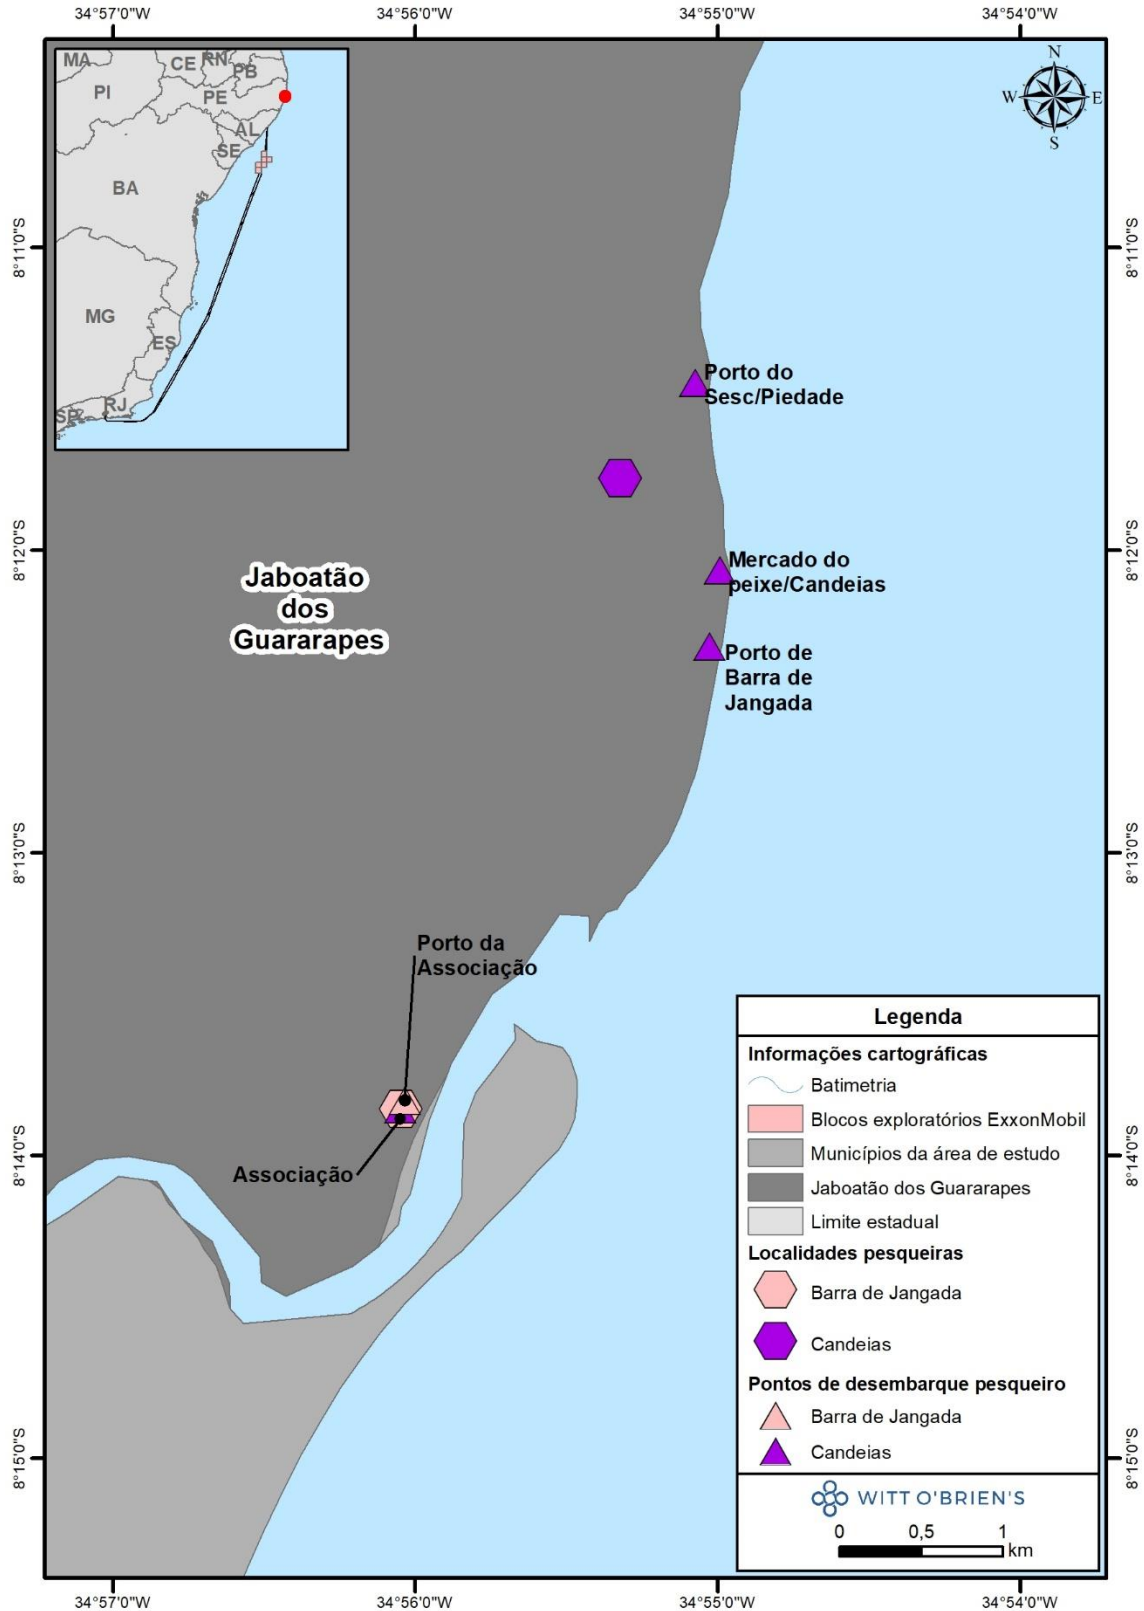 34°57'0"W
34°56'0"W
34°55'0"W
34°54'0"W
MA
PI
CE
RN
PB
PE
AL
SE
BA
MG
ES
RJ
SP
N
W
E
S
8°11'0"S
8°11'0"S
Porto do
Sesc/Piedade
8°12'0"S
8°12'0"S
Mercado do
peixe/Candeias
Jaboatão
dos
Guararapes
Porto de
Barra de
Jangada
8°13'0"S
8°13'0"S
Porto da
Associação
Associação
8°14'0"S
8°14'0"S
Legenda
Informações cartográficas
Batimetria
Blocos exploratórios ExxonMobil
Municípios da área de estudo
Jaboatão dos Guararapes
Limite estadual
Localidades pesqueiras
Barra de Jangada
Candeias
Pontos de desembarque pesqueiro
Barra de Jangada
Candeias
8°15'0"S
8°15'0"S
WITT O'BRIEN'S
0 0,5 1
km
34°57'0"W
34°56'0"W
34°55'0"W
34°54'0"W